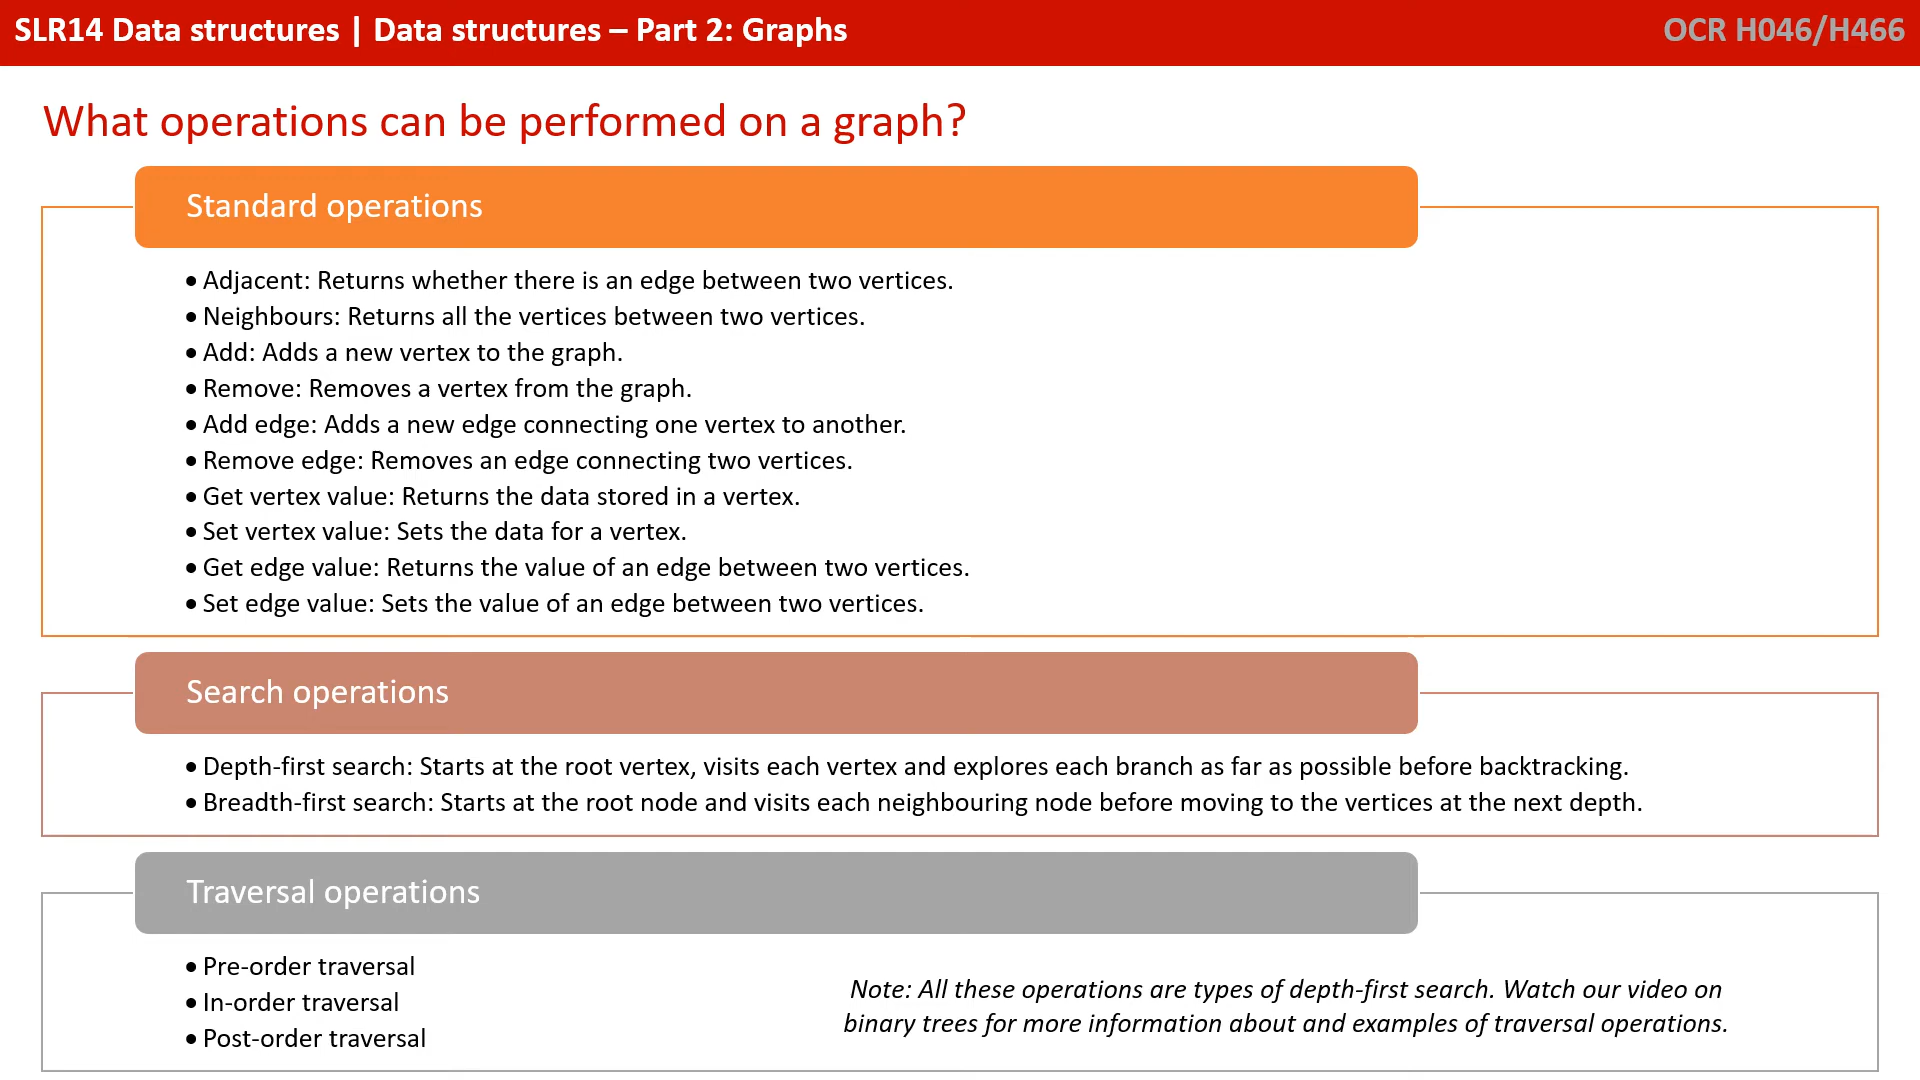 SLR14 Data structures | Data structures – Part 2: Graphs
OCR H046/H466
What operations can be performed on a graph?
Standard operations
• Adjacent: Returns whether there is an edge between two vertices.
• Neighbours: Returns all the vertices between two vertices.
• Add: Adds a new vertex to the graph.
• Remove: Removes a vertex from the graph.
• Add edge: Adds a new edge connecting one vertex to another.
• Remove edge: Removes an edge connecting two vertices.
• Get vertex value: Returns the data stored in a vertex.
• Set vertex value: Sets the data for a vertex.
• Get edge value: Returns the value of an edge between two vertices.
• Set edge value: Sets the value of an edge between two vertices.
Search operations
• Depth-first search: Starts at the root vertex, visits each vertex and explores each branch as far as possible before backtracking.
• Breadth-first search: Starts at the root node and visits each neighbouring node before moving to the vertices at the next depth.
Traversal operations
• Pre-order traversal
• In-order traversal
• Post-order traversal
Note: All these operations are types of depth-first search. Watch our video on
binary trees for more information about and examples of traversal operations.